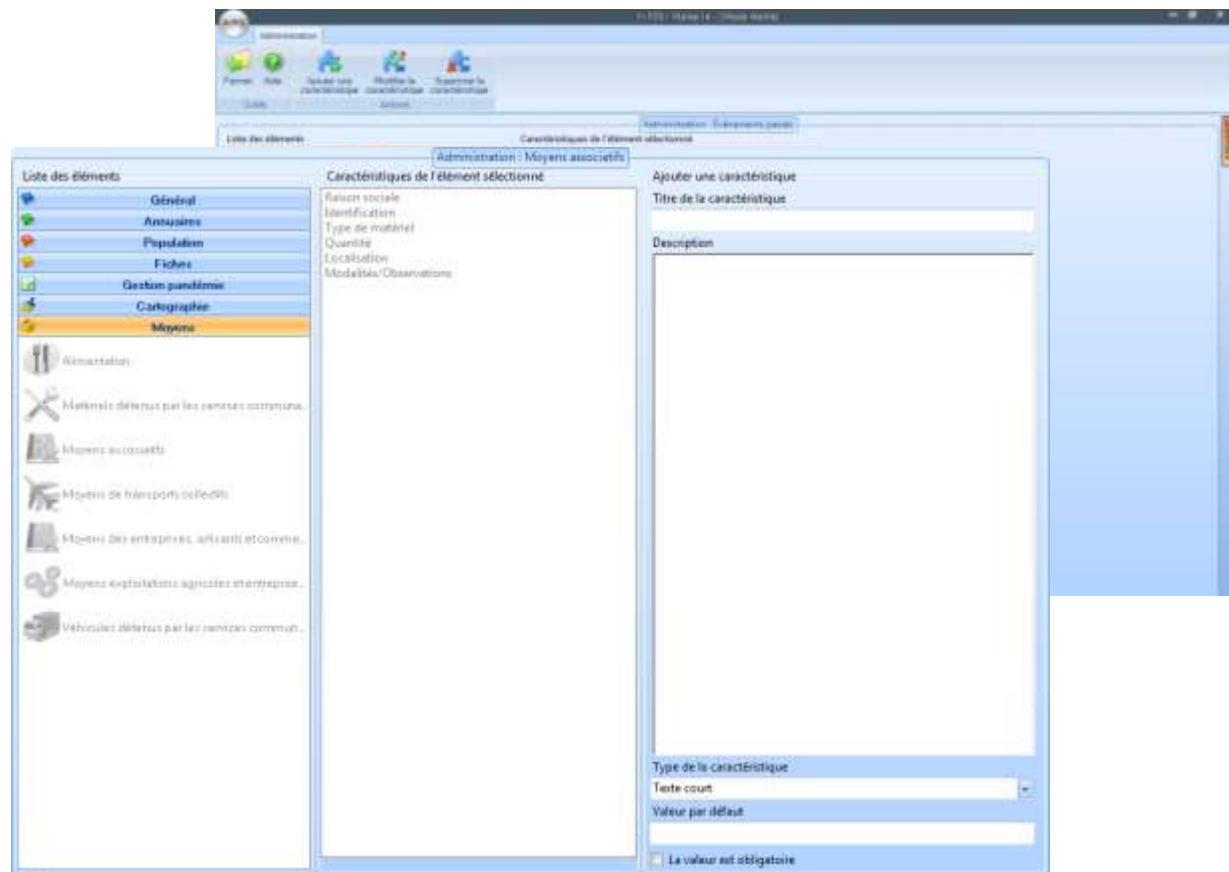 Administration
Fermer Aide
Ajouter une caractéristique
Modifier la caractéristique
Supprimer la caractéristique
Outils
Actions
Administration : Évènements passés
Liste des éléments
Caractéristiques de l'élément sélectionné
Administration : Moyens associatifs
Liste des éléments
Général
Annuaires
Population
Fiches
Gestion pandémie
Cartographie
Moyens
Alimentation
Matériels détenus par les services communa...
Moyens associatifs
Moyens de transports collectifs
Moyens des entreprises, artisans et comme...
Moyens exploitations agricoles et entreprise...
Véhicules détenus par les services commun...
Caractéristiques de l'élément sélectionné
Raison sociale
Identification
Type de matériel
Quantité
Localisation
Modalités/Observations
Ajouter une caractéristique
Titre de la caractéristique
Description
Type de la caractéristique
Texte court
Valeur par défaut
La valeur est obligatoire